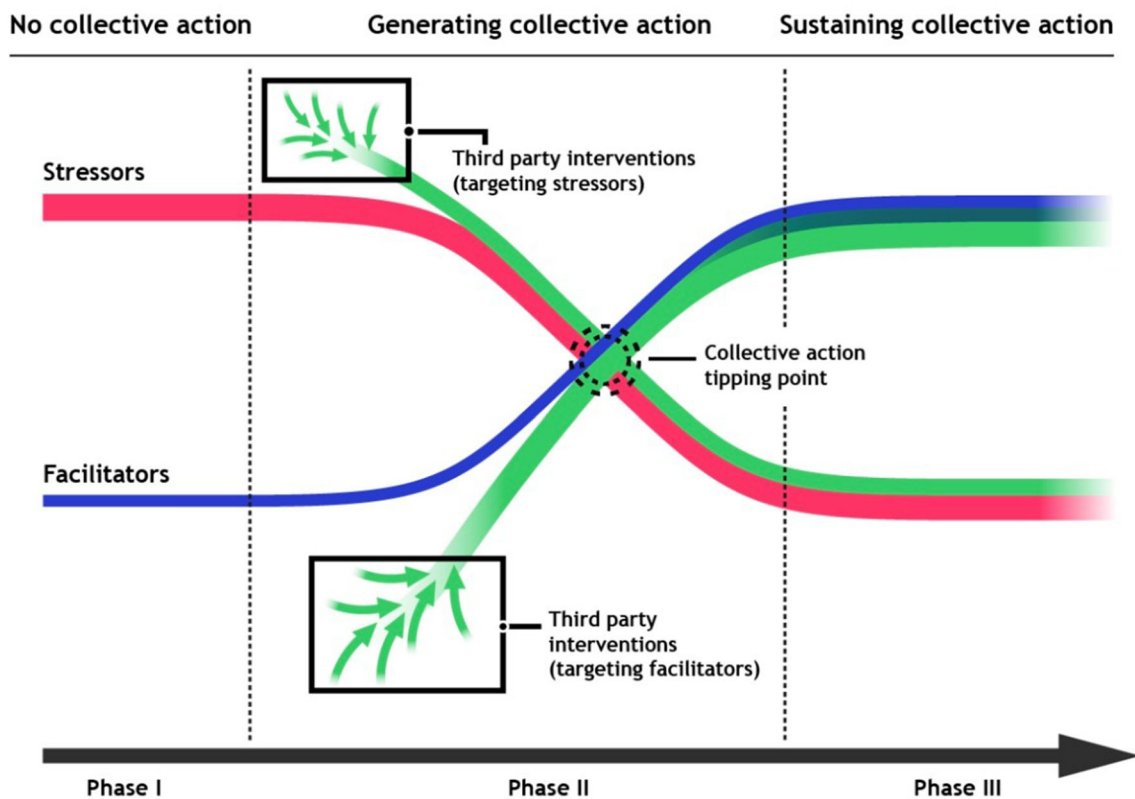 No collective action
Generating collective action
Sustaining collective action
Third party interventions
(targeting stressors)
Stressors
Collective action
tipping point
Facilitators
Third party
interventions
(targeting facilitators)
Phase I
Phase II
Phase III